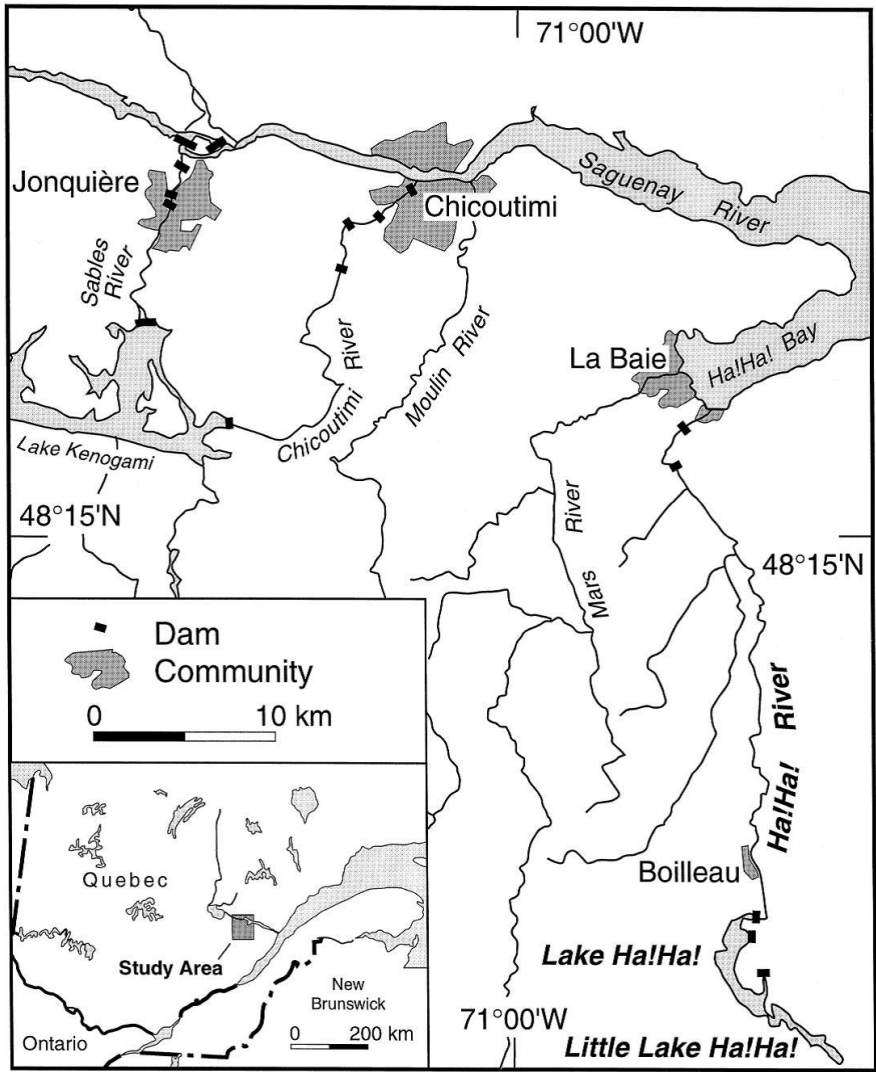 71°00'W
Jonquière
Chicoutimi
Saguenay
River
Sables
River
La Baie
Ha!Ha! Bay
River
Moulin River
Chicoutimi
Lake Kenogami
48°15'N
River
Mars
48°15'N
Dam
Community
0 10 km
Ha!Ha! River
Boilleau
Quebec
Study Area
Lake Ha!Ha!
New
Brunswick
71°00'W
Ontario
0 200 km
Little Lake Ha!Ha!